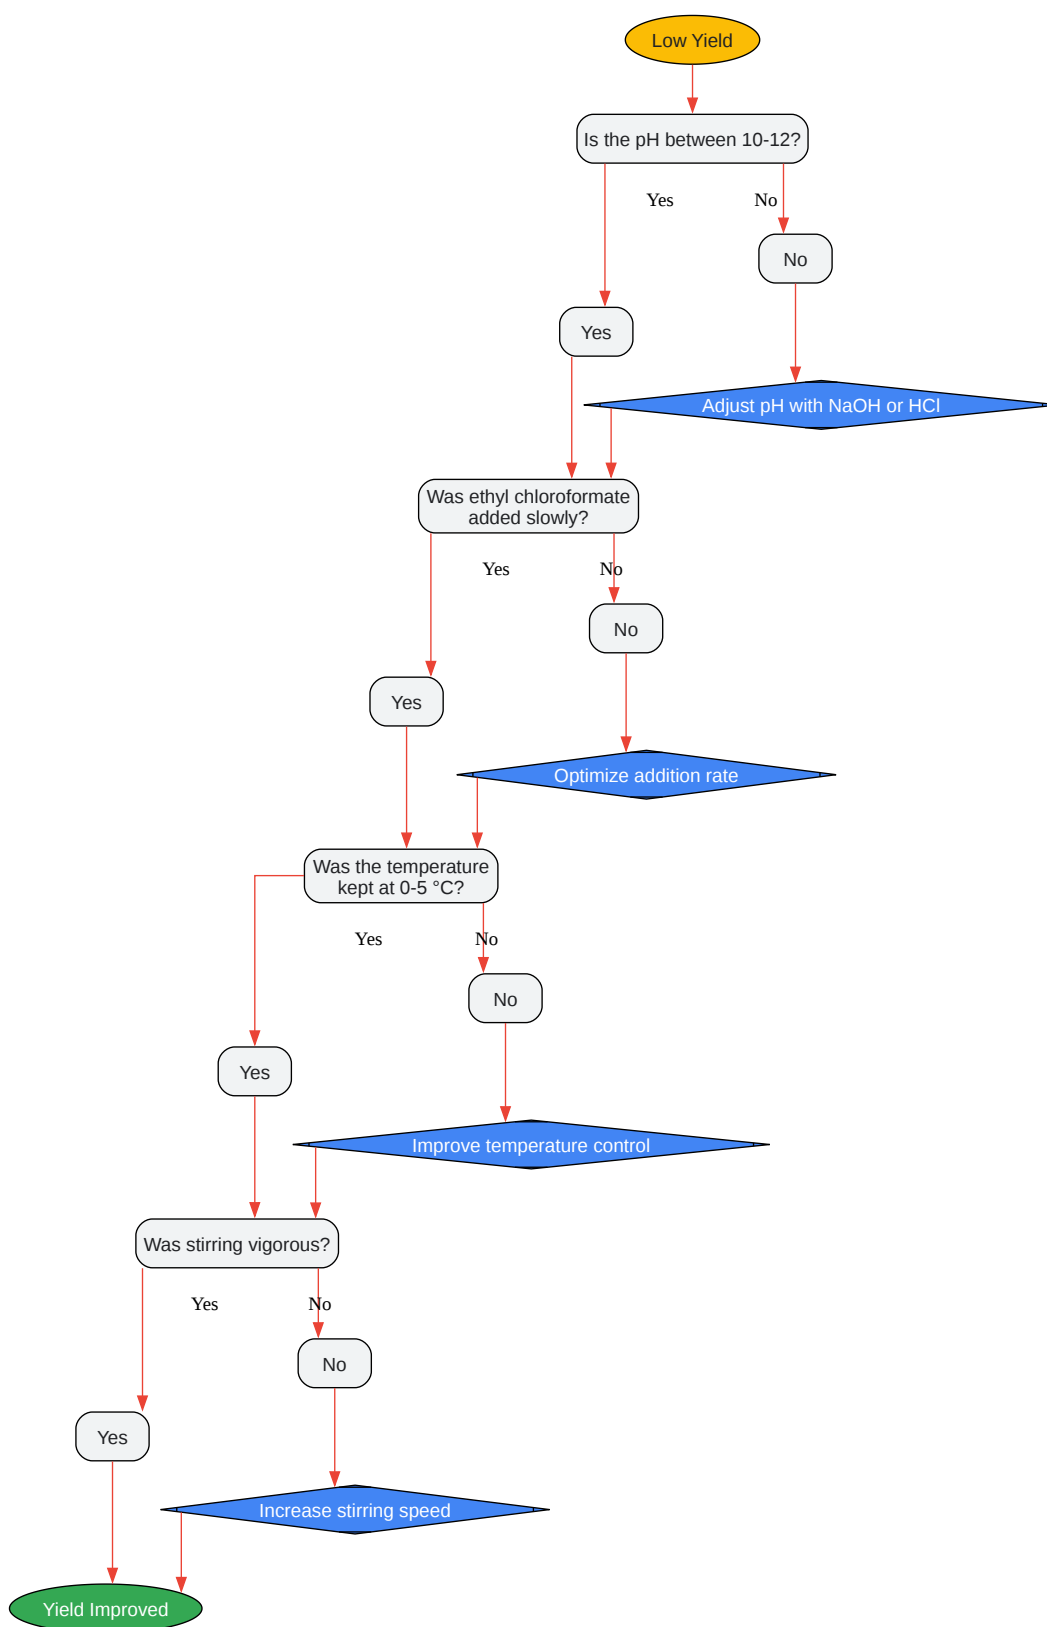 Low Yield
Is the pH between 10-12?
Yes
No
No
Yes
Adjust pH with NaOH or HCl
Was ethyl chloroformate
added slowly?
Yes
No
No
Yes
Optimize addition rate
Was the temperature
kept at 0-5 °C?
Yes
No
No
Yes
Improve temperature control
Was stirring vigorous?
Yes
No
No
Yes
Increase stirring speed
Yield Improved